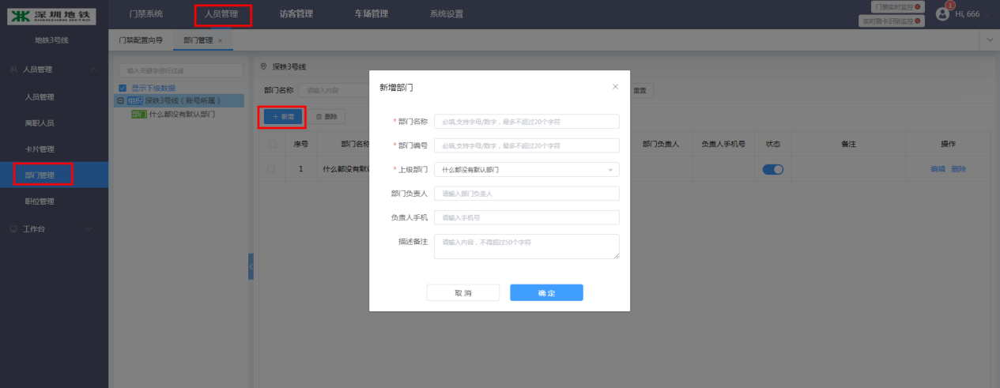 深圳地铁
SHENZHEN METRO
门禁系统
人员管理
访客管理
车场管理
系统设置
门禁实时监控
实时刷卡识别监控
1
Hi, 666
地铁3号线
门禁配置向导
部门管理 ×
人员管理
人员管理
离职人员
卡片管理
部门管理
职位管理
工作台
输入关键字进行过滤
显示下级数据
组织 深铁3号线（账号所属）
部门 什么都没有默认部门
深铁3号线
部门名称 请输入内容
重置
+ 新增
删除
序号 部门名称 部门负责人 负责人手机号 状态 备注 操作
1 什么都没有默认 编辑 删除
新增部门
* 部门名称 必填,支持字母/数字，最多不超过20个字符
* 部门编号 必填,支持字母/数字，最多不超过20个字符
* 上级部门 什么都没有默认部门
部门负责人 请输入部门负责人
负责人手机 请输入手机号
描述备注 请输入内容，不得超过50个字符
取消 确定